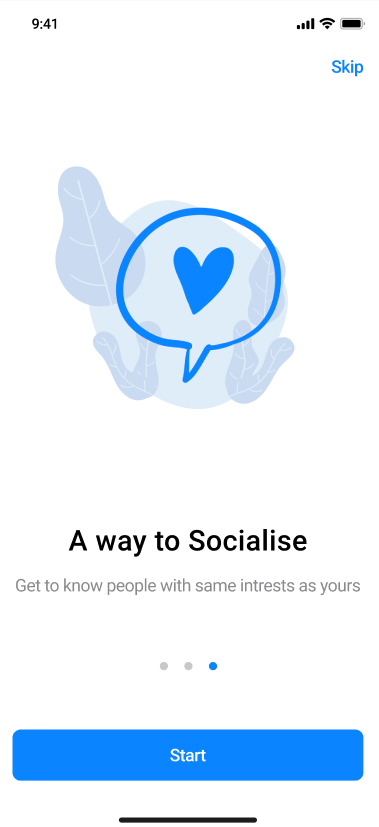 9:41
Skip
A way to Socialise
Get to know people with same intrests as yours
Start